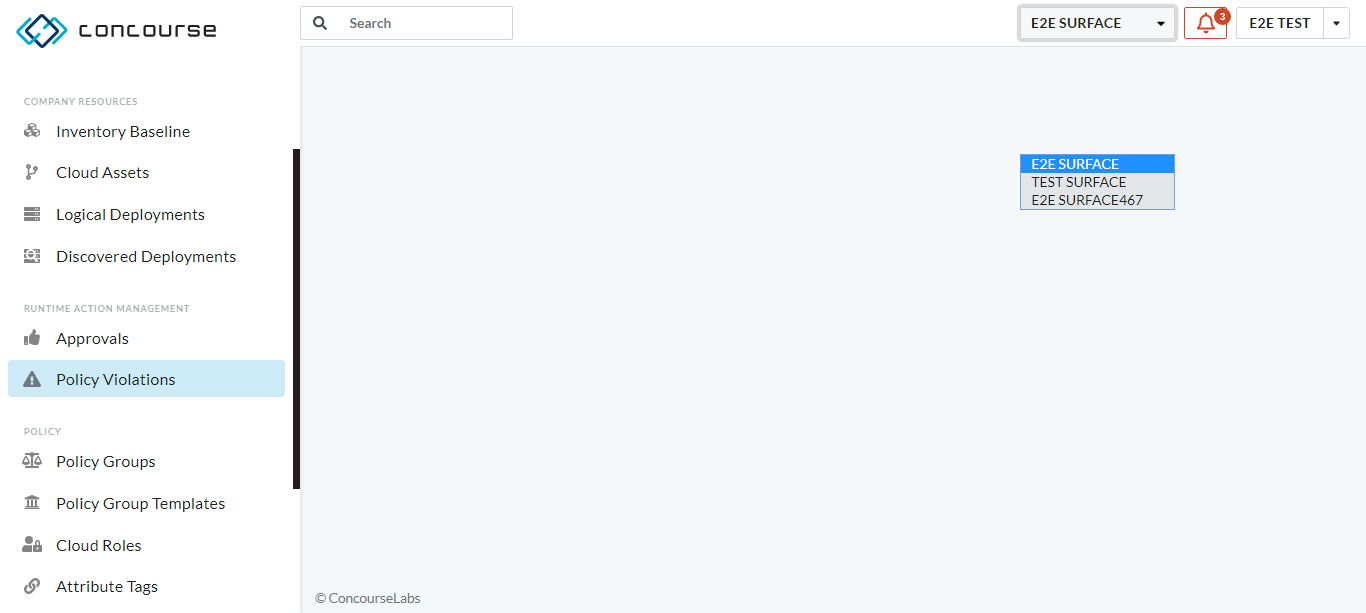 concourse
Search
E2E SURFACE
3
E2E TEST
COMPANY RESOURCES
Inventory Baseline
Cloud Assets
Logical Deployments
Discovered Deployments
RUNTIME ACTION MANAGEMENT
Approvals
Policy Violations
POLICY
Policy Groups
Policy Group Templates
Cloud Roles
Attribute Tags
E2E SURFACE
TEST SURFACE
E2E SURFACE467
© ConcourseLabs